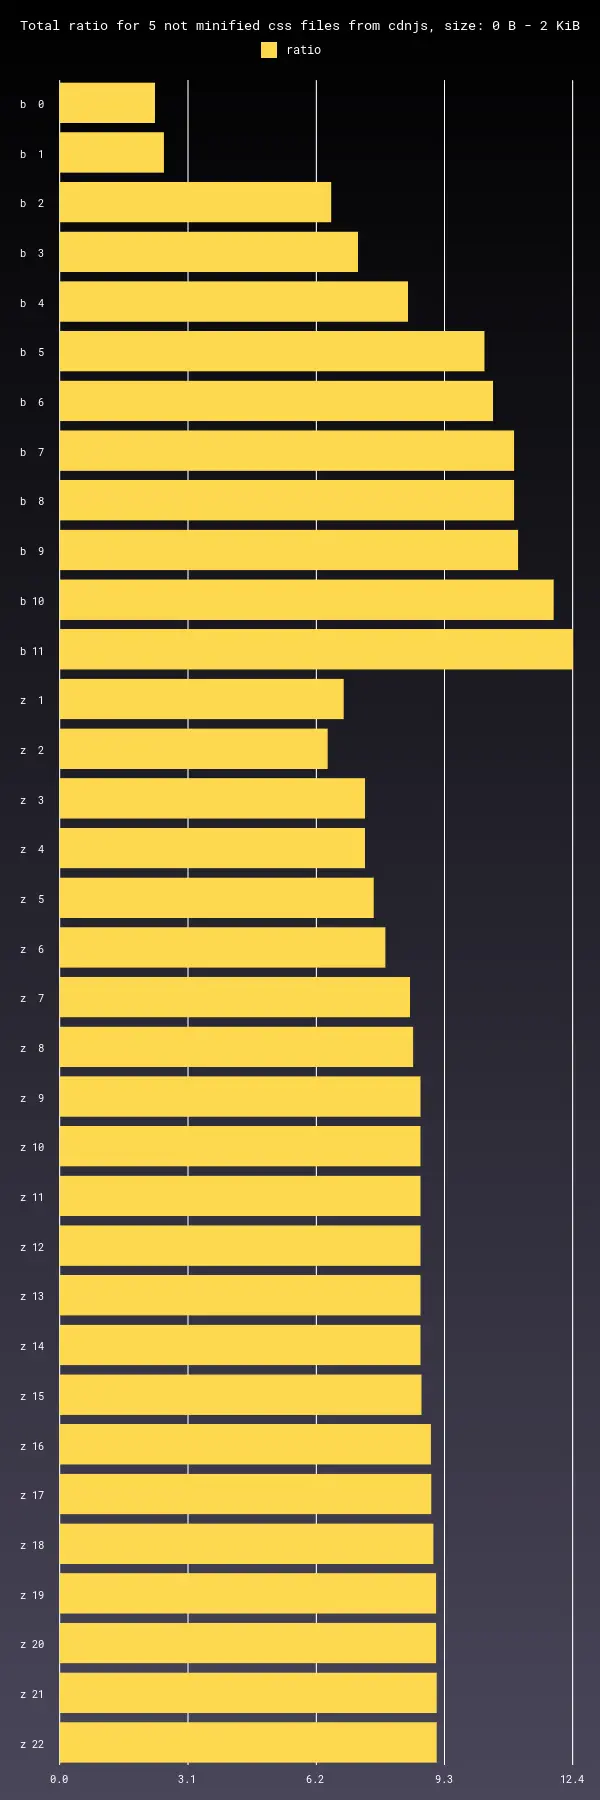 Total ratio for 5 not minified css files from cdnjs, size: 0 B - 2 KiB
ratio
b 0
b 1
b 2
b 3
b 4
b 5
b 6
b 7
b 8
b 9
b 10
b 11
z 1
z 2
z 3
z 4
z 5
z 6
z 7
z 8
z 9
z 10
z 11
z 12
z 13
z 14
z 15
z 16
z 17
z 18
z 19
z 20
z 21
z 22
0.0 3.1 6.2 9.3 12.4